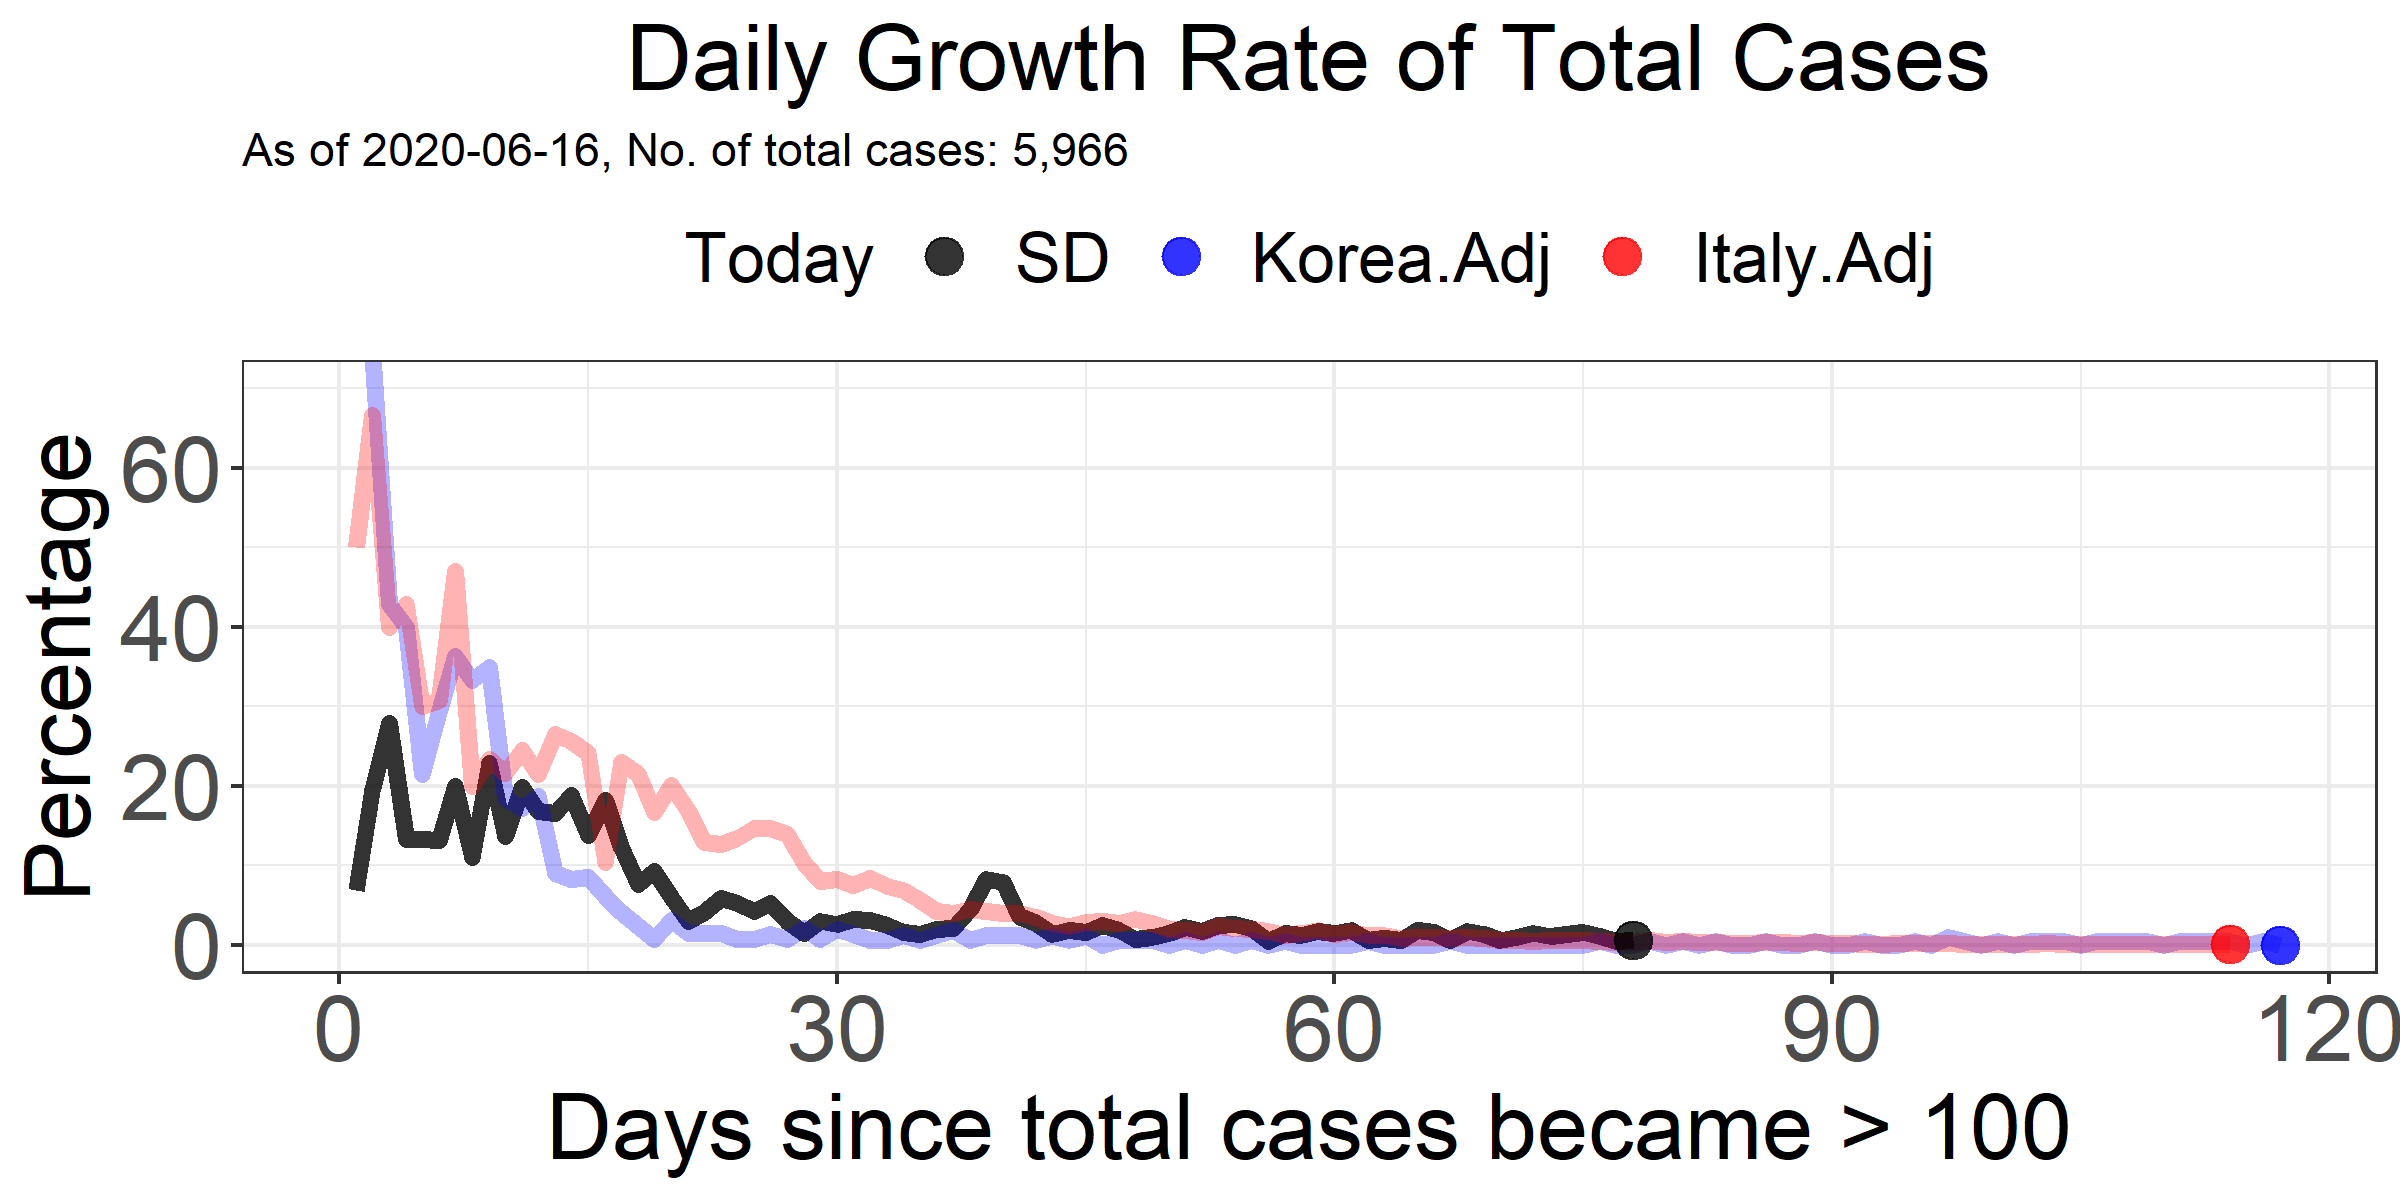 Daily Growth Rate of Total Cases
As of 2020-06-16, No. of total cases: 5,966
Today SD Korea.Adj Italy.Adj
Percentage
60
40
20
0
0 30 60 90 120
Days since total cases became > 100